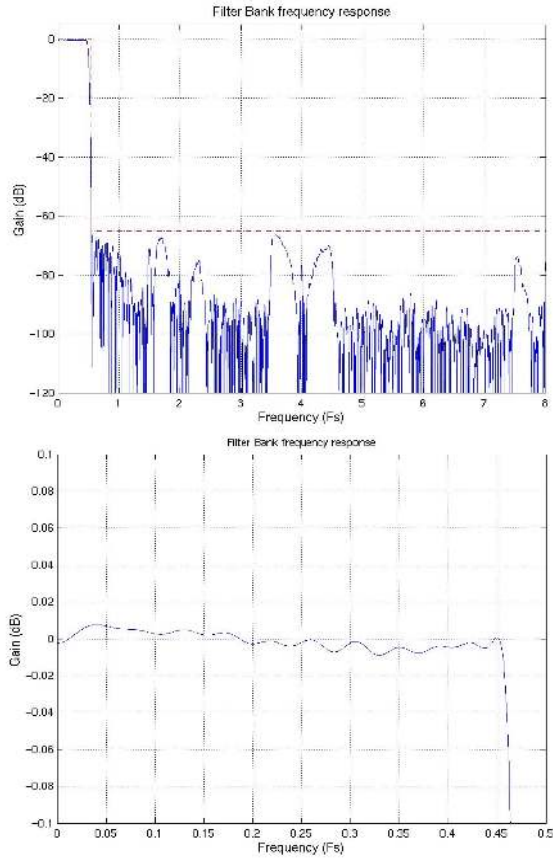 Filter Bank frequency response
0
−20
−40
−60
−80
−100
−120
Gain (dB)
0 1 2 3 4 5 6 7 8
Frequency (Fs)
Filter Bank frequency response
0.1
0.08
0.06
0.04
0.02
0
−0.02
−0.04
−0.06
−0.08
−0.1
Gain (dB)
0 0.05 0.1 0.15 0.2 0.25 0.3 0.35 0.4 0.45 0.5
Frequency (Fs)